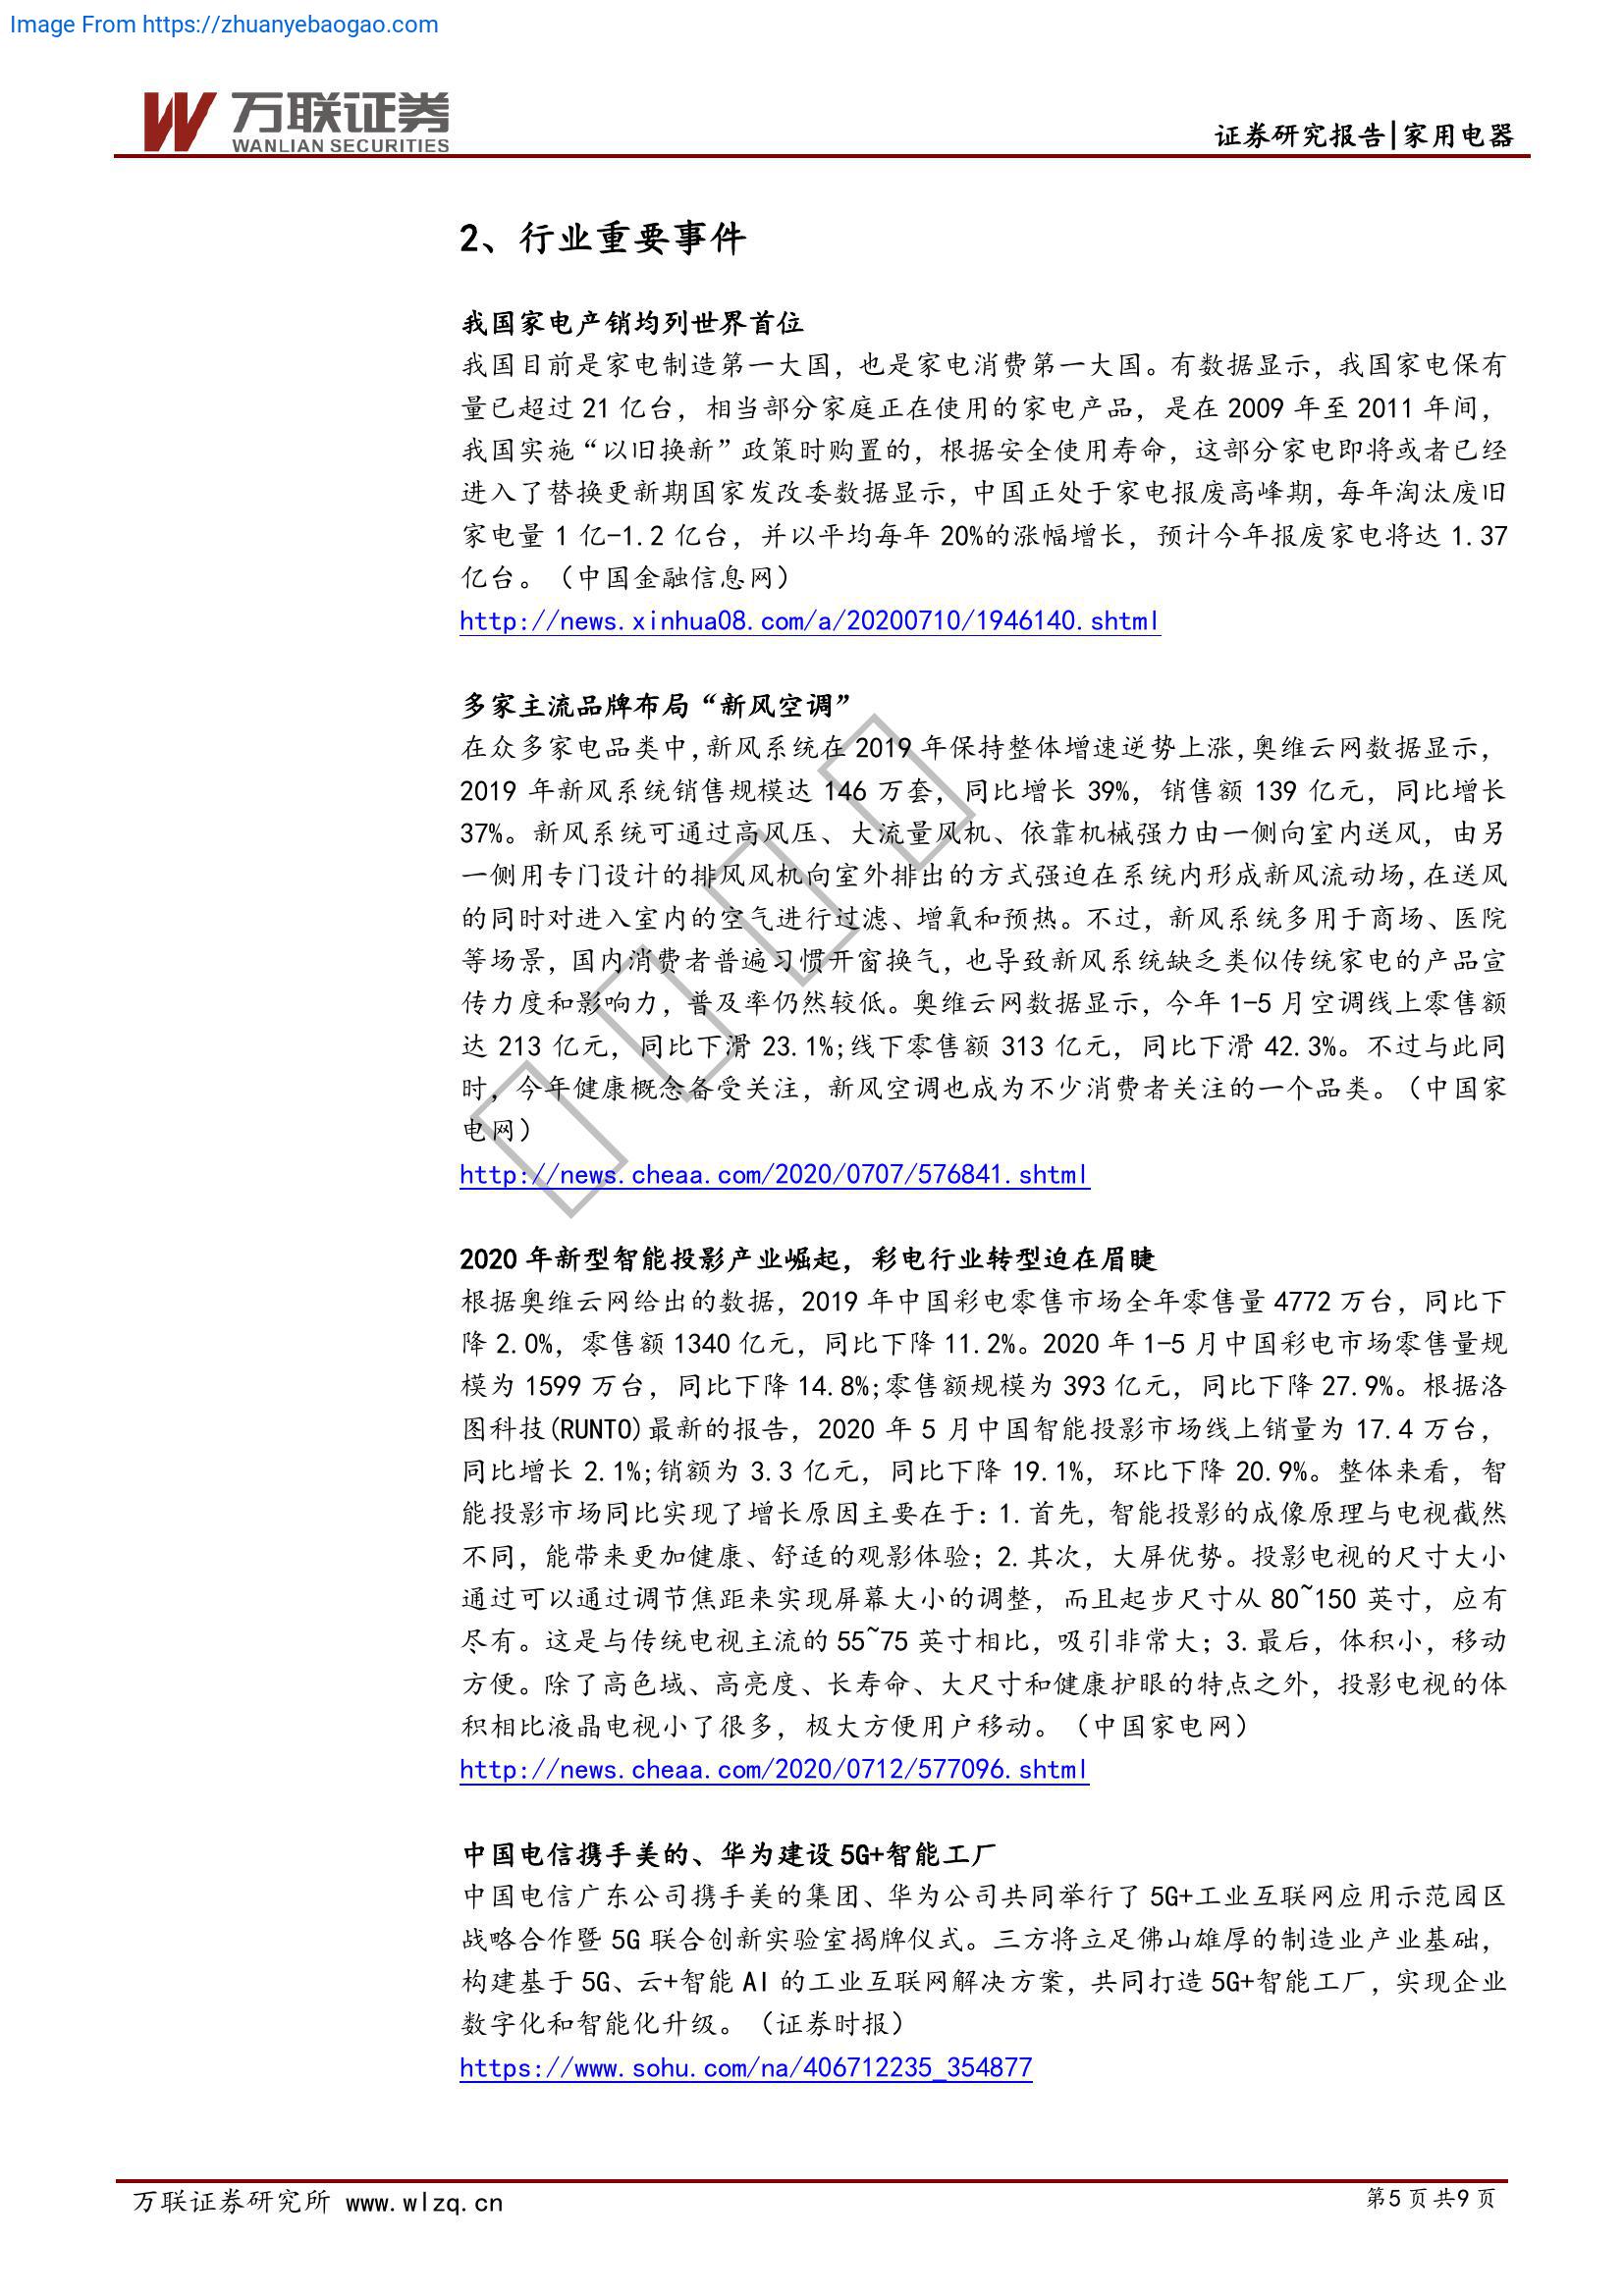 Image From https://zhuanyebaogao.com
万联证券
WANLIAN SECURITIES
证券研究报告|家用电器
2、行业重要事件
我国家电产销均列世界首位
我国目前是家电制造第一大国，也是家电消费第一大国。有数据显示，我国家电保有
量已超过 21 亿台，相当部分家庭正在使用的家电产品，是在 2009 年至 2011 年间，
我国实施“以旧换新”政策时购置的，根据安全使用寿命，这部分家电即将或者已经
进入了替换更新期国家发改委数据显示，中国正处于家电报废高峰期，每年淘汰废旧
家电量 1 亿-1.2 亿台，并以平均每年 20%的涨幅增长，预计今年报废家电将达 1.37
亿台。（中国金融信息网）
http://news.xinhua08.com/a/20200710/1946140.shtml
多家主流品牌布局“新风空调”
在众多家电品类中,新风系统在 2019 年保持整体增速逆势上涨,奥维云网数据显示,
2019 年新风系统销售规模达 146 万套，同比增长 39%，销售额 139 亿元，同比增长
37%。新风系统可通过高风压、大流量风机、依靠机械强力由一侧向室内送风，由另
一侧用专门设计的排风风机向室外排出的方式强迫在系统内形成新风流动场,在送风
的同时对进入室内的空气进行过滤、增氧和预热。不过，新风系统多用于商场、医院
等场景，国内消费者普遍习惯开窗换气，也导致新风系统缺乏类似传统家电的产品宣
传力度和影响力，普及率仍然较低。奥维云网数据显示，今年 1-5 月空调线上零售额
达 213 亿元，同比下滑 23.1%;线下零售额 313 亿元，同比下滑 42.3%。不过与此同
时，今年健康概念备受关注，新风空调也成为不少消费者关注的一个品类。（中国家
电网）
http://news.cheaa.com/2020/0707/576841.shtml
2020 年新型智能投影产业崛起，彩电行业转型迫在眉睫
根据奥维云网给出的数据，2019 年中国彩电零售市场全年零售量 4772 万台，同比下
降 2.0%，零售额 1340 亿元，同比下降 11.2%。2020 年 1-5 月中国彩电市场零售量规
模为 1599 万台，同比下降 14.8%;零售额规模为 393 亿元，同比下降 27.9%。根据洛
图科技(RUNTO)最新的报告，2020 年 5 月中国智能投影市场线上销量为 17.4 万台，
同比增长 2.1%;销额为 3.3 亿元，同比下降 19.1%，环比下降 20.9%。整体来看，智
能投影市场同比实现了增长原因主要在于：1.首先，智能投影的成像原理与电视截然
不同，能带来更加健康、舒适的观影体验；2.其次，大屏优势。投影电视的尺寸大小
通过可以通过调节焦距来实现屏幕大小的调整，而且起步尺寸从 80~150 英寸，应有
尽有。这是与传统电视主流的 55~75 英寸相比，吸引非常大；3.最后，体积小，移动
方便。除了高色域、高亮度、长寿命、大尺寸和健康护眼的特点之外，投影电视的体
积相比液晶电视小了很多，极大方便用户移动。（中国家电网）
http://news.cheaa.com/2020/0712/577096.shtml
中国电信携手美的、华为建设 5G+智能工厂
中国电信广东公司携手美的集团、华为公司共同举行了 5G+工业互联网应用示范园区
战略合作暨 5G 联合创新实验室揭牌仪式。三方将立足佛山雄厚的制造业产业基础，
构建基于 5G、云+智能 AI 的工业互联网解决方案，共同打造 5G+智能工厂，实现企业
数字化和智能化升级。（证券时报）
https://www.sohu.com/na/406712235_354877
万联证券研究所 www.wlzq.cn
第5页共9页